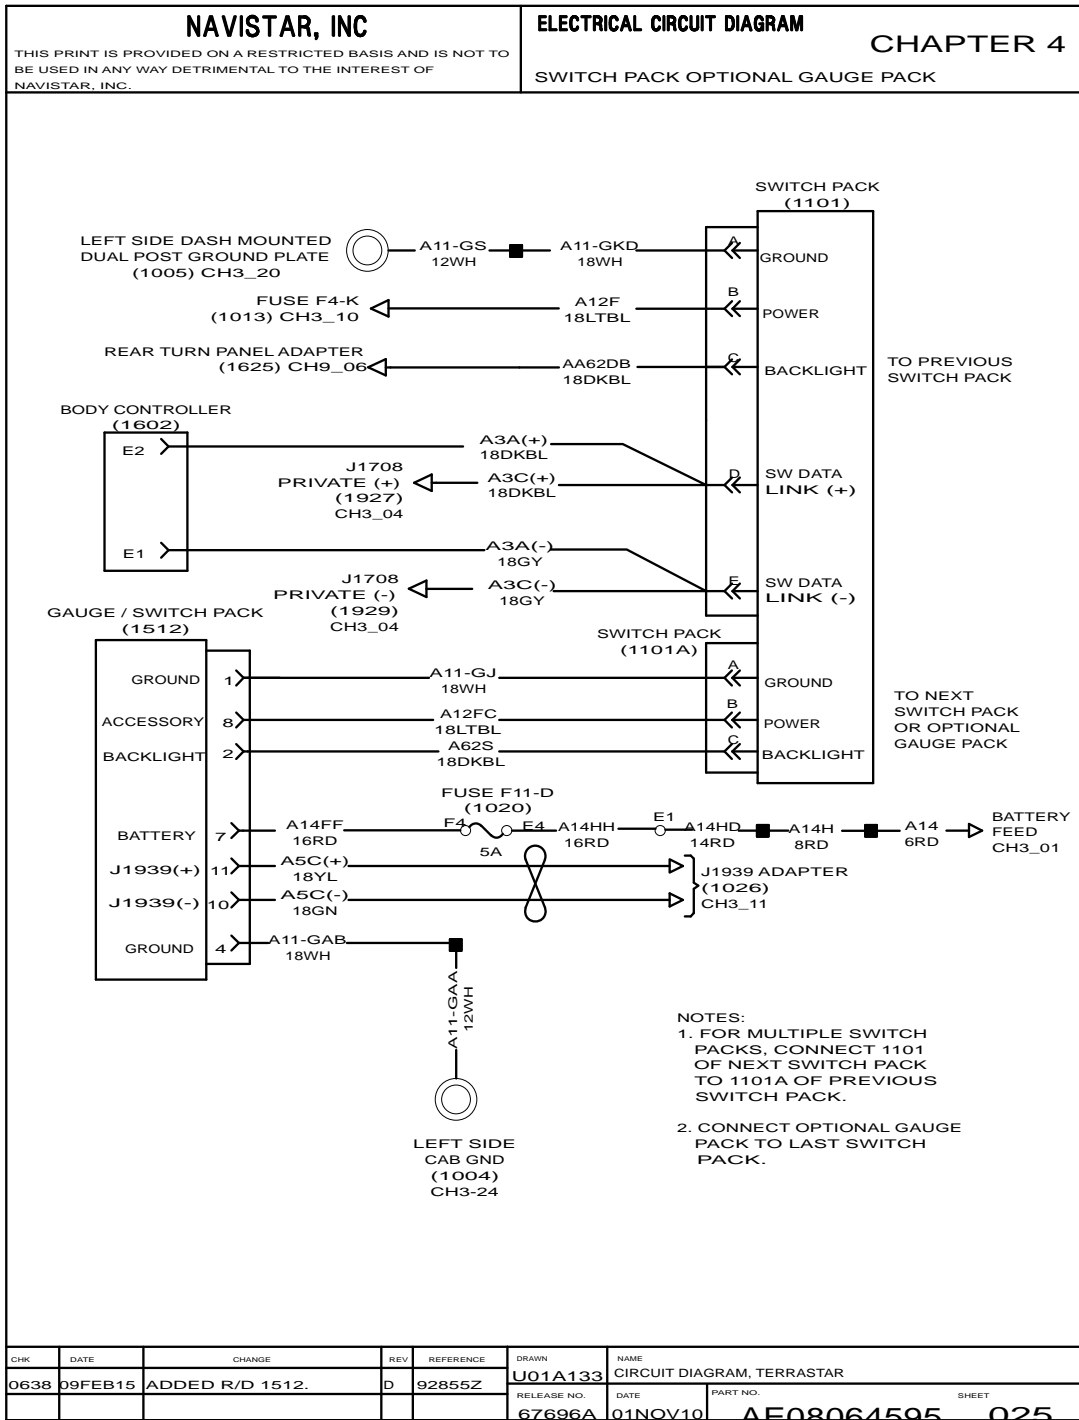 NAVISTAR, INC
THIS PRINT IS PROVIDED ON A RESTRICTED BASIS AND IS NOT TO
BE USED IN ANY WAY DETRIMENTAL TO THE INTEREST OF
NAVISTAR, INC.
ELECTRICAL CIRCUIT DIAGRAM
CHAPTER 4
SWITCH PACK OPTIONAL GAUGE PACK
SWITCH PACK
(1101)
LEFT SIDE DASH MOUNTED
DUAL POST GROUND PLATE
(1005) CH3_20
A11-GS
12WH
A11-GKD
18WH
A
GROUND
FUSE F4-K
(1013) CH3_10
A12F
18LTBL
B
POWER
REAR TURN PANEL ADAPTER
(1625) CH9_06
AA62DB
18DKBL
C
BACKLIGHT
TO PREVIOUS
SWITCH PACK
BODY CONTROLLER
(1602)
E2
A3A(+)
18DKBL
J1708
PRIVATE (+)
(1927)
CH3_04
A3C(+)
18DKBL
D
SW DATA
LINK (+)
E1
A3A(-)
18GY
J1708
PRIVATE (-)
(1929)
CH3_04
A3C(-)
18GY
E
SW DATA
LINK (-)
GAUGE / SWITCH PACK
(1512)
SWITCH PACK
(1101A)
GROUND
1
A11-GJ
18WH
A
GROUND
ACCESSORY
8
A12FC
18LTBL
B
POWER
BACKLIGHT
2
A62S
18DKBL
C
BACKLIGHT
TO NEXT
SWITCH PACK
OR OPTIONAL
GAUGE PACK
FUSE F11-D
(1020)
BATTERY
7
A14FF
16RD
F4
5A
E4
A14HH
16RD
E1
A14HD
14RD
A14H
8RD
A14
6RD
BATTERY
FEED
CH3_01
J1939(+)
11
A5C(+)
18YL
J1939(-)
10
A5C(-)
18GN
J1939 ADAPTER
(1026)
CH3_11
GROUND
4
A11-GAB
18WH
A11-GAA
12WH
LEFT SIDE
CAB GND
(1004)
CH3-24
NOTES:
1. FOR MULTIPLE SWITCH
PACKS, CONNECT 1101
OF NEXT SWITCH PACK
TO 1101A OF PREVIOUS
SWITCH PACK.
2. CONNECT OPTIONAL GAUGE
PACK TO LAST SWITCH
PACK.
CHK DATE CHANGE REV REFERENCE
0638 09FEB15 ADDED R/D 1512. D 92855Z
DRAWN
U01A133
NAME
CIRCUIT DIAGRAM, TERRASTAR
RELEASE NO.
67696A
DATE
01NOV10
PART NO.
AE08064595
SHEET
025